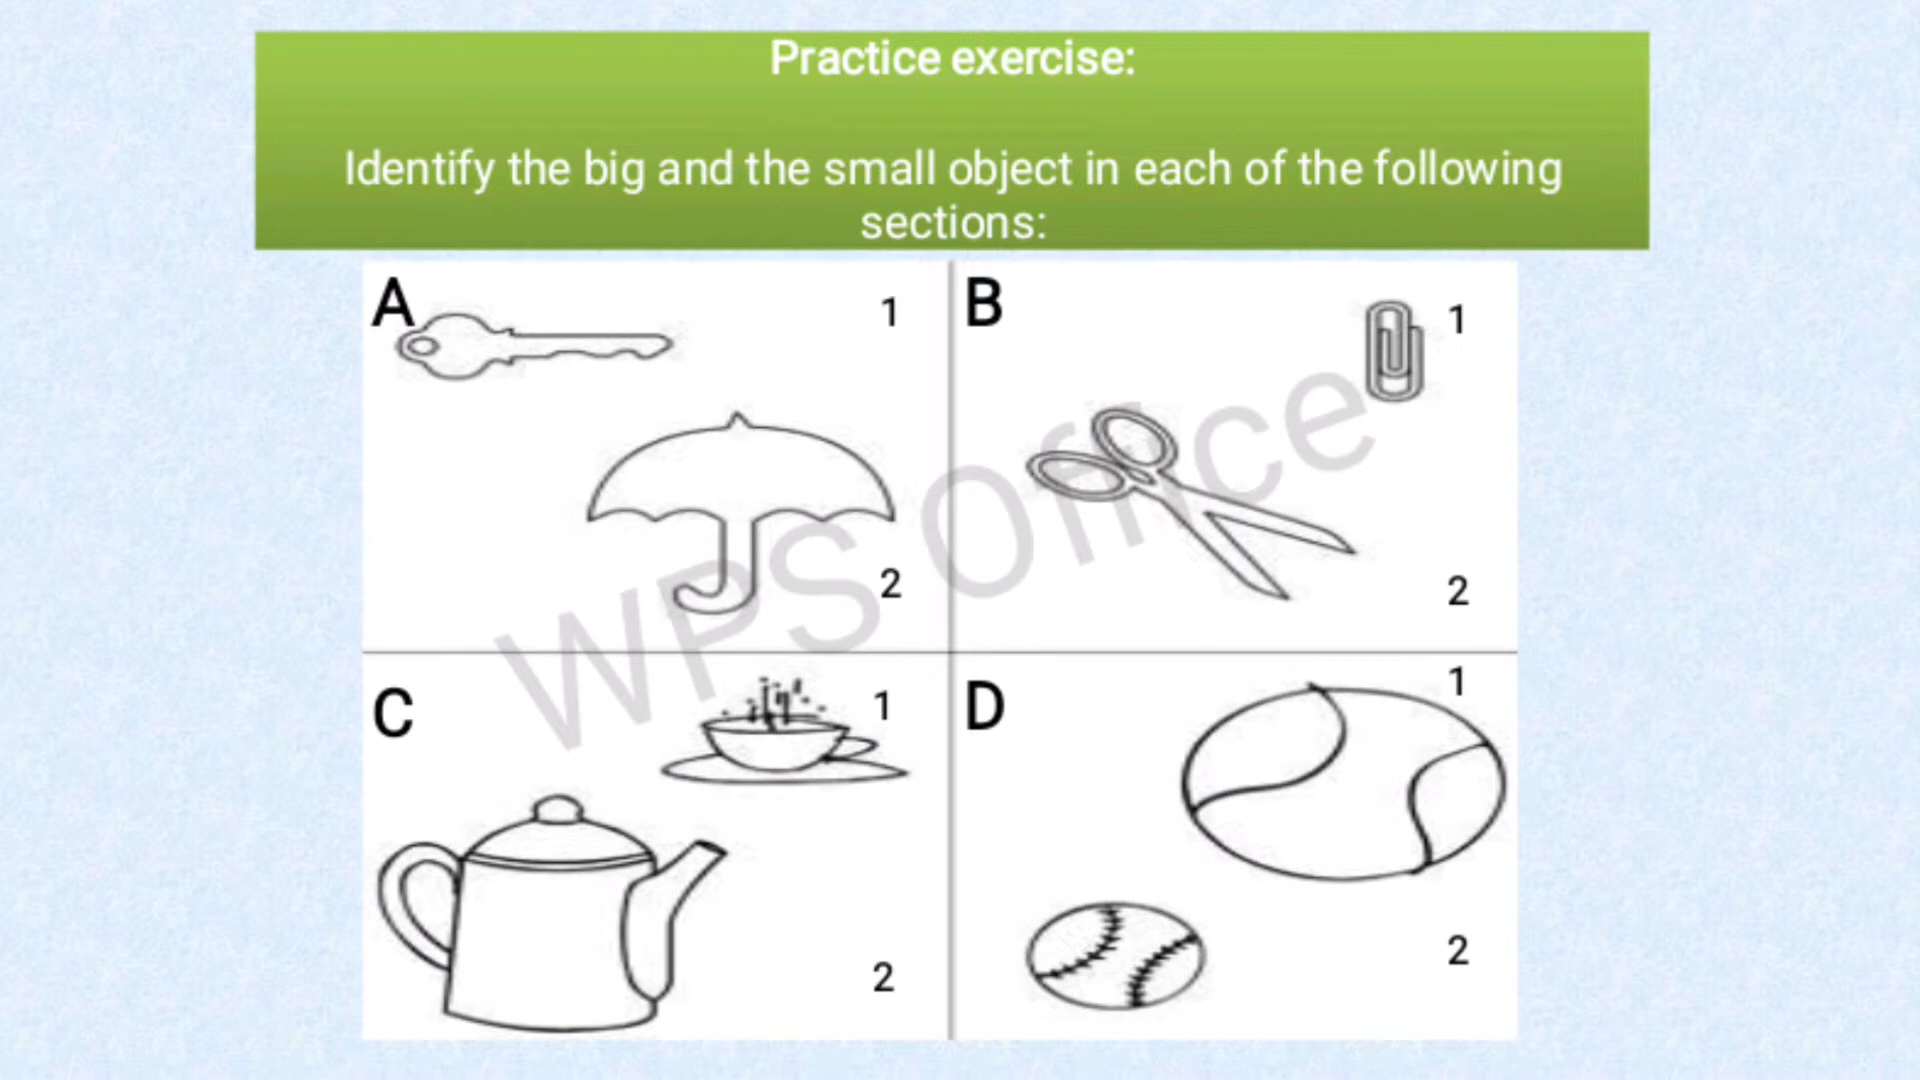 Practice exercise:
Identify the big and the small object in each of the following
sections:
A
1
2
B
1
2
C
1
2
D
1
2
WPS Office